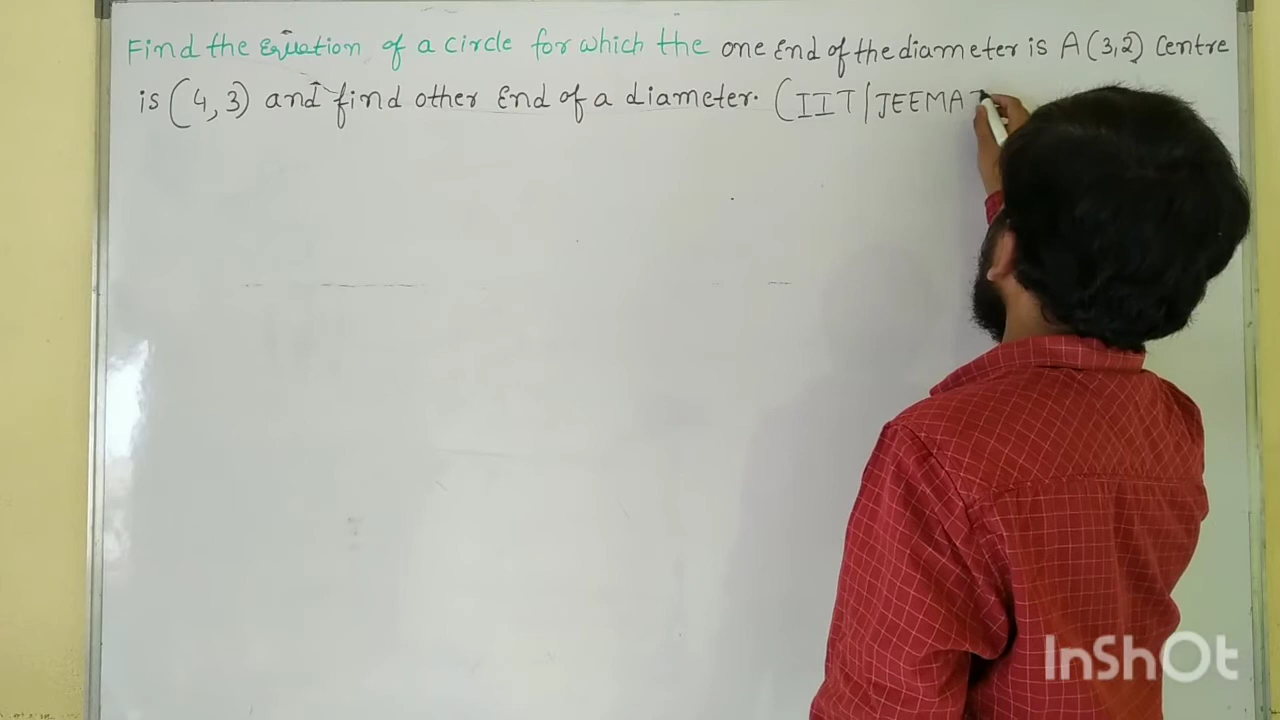 Find the Equation of a circle for which the one End of the diameter is A(3,2) Centre
is (4,3) and find other End of a diameter. (IIT/JEEMA
InShOt